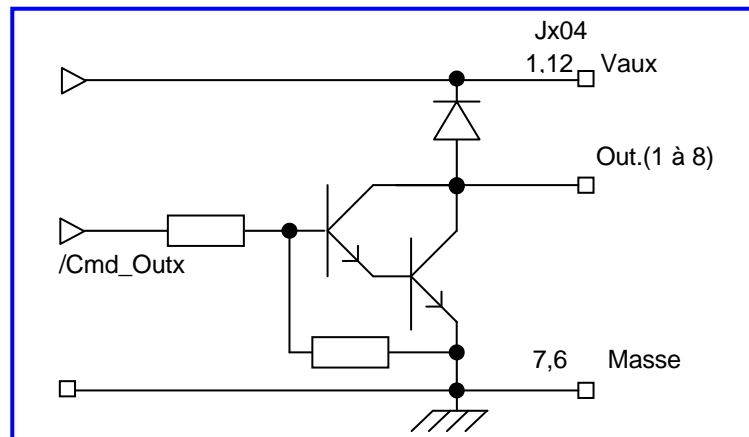 Jx04
1,12 Vaux
Out.(1 à 8)
/Cmd_Outx
7,6 Masse